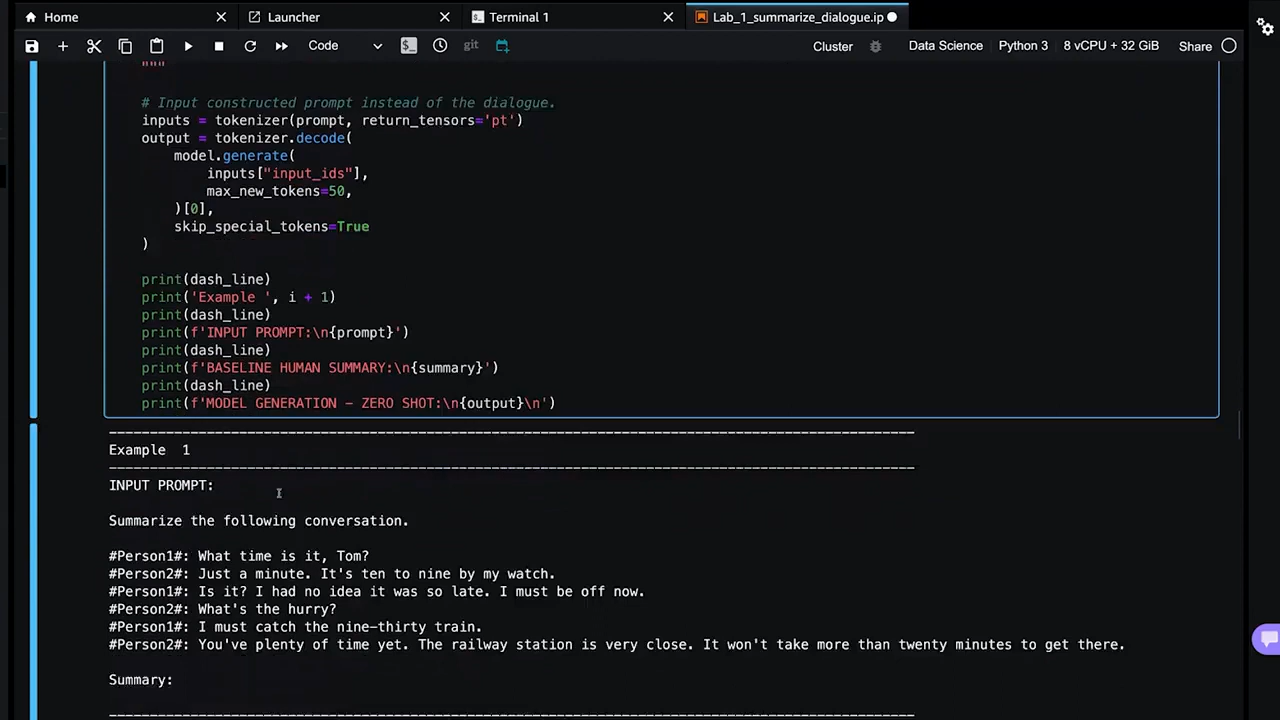 Home
Launcher
Terminal 1
Lab_1_summarize_dialogue.ip
Code
git
Cluster
Data Science
Python 3
8 vCPU + 32 GiB
Share
"""
# Input constructed prompt instead of the dialogue.
inputs = tokenizer(prompt, return_tensors='pt')
output = tokenizer.decode(
    model.generate(
        inputs["input_ids"],
        max_new_tokens=50,
    )[0],
    skip_special_tokens=True
)
print(dash_line)
print('Example ', i + 1)
print(dash_line)
print(f'INPUT PROMPT:\n{prompt}')
print(dash_line)
print(f'BASELINE HUMAN SUMMARY:\n{summary}')
print(dash_line)
print(f'MODEL GENERATION - ZERO SHOT:\n{output}\n')
---------------------------------------------------------------------------------------------------
Example  1
---------------------------------------------------------------------------------------------------
INPUT PROMPT:
Summarize the following conversation.
#Person1#: What time is it, Tom?
#Person2#: Just a minute. It's ten to nine by my watch.
#Person1#: Is it? I had no idea it was so late. I must be off now.
#Person2#: What's the hurry?
#Person1#: I must catch the nine-thirty train.
#Person2#: You've plenty of time yet. The railway station is very close. It won't take more than twenty minutes to get there.
Summary:
---------------------------------------------------------------------------------------------------